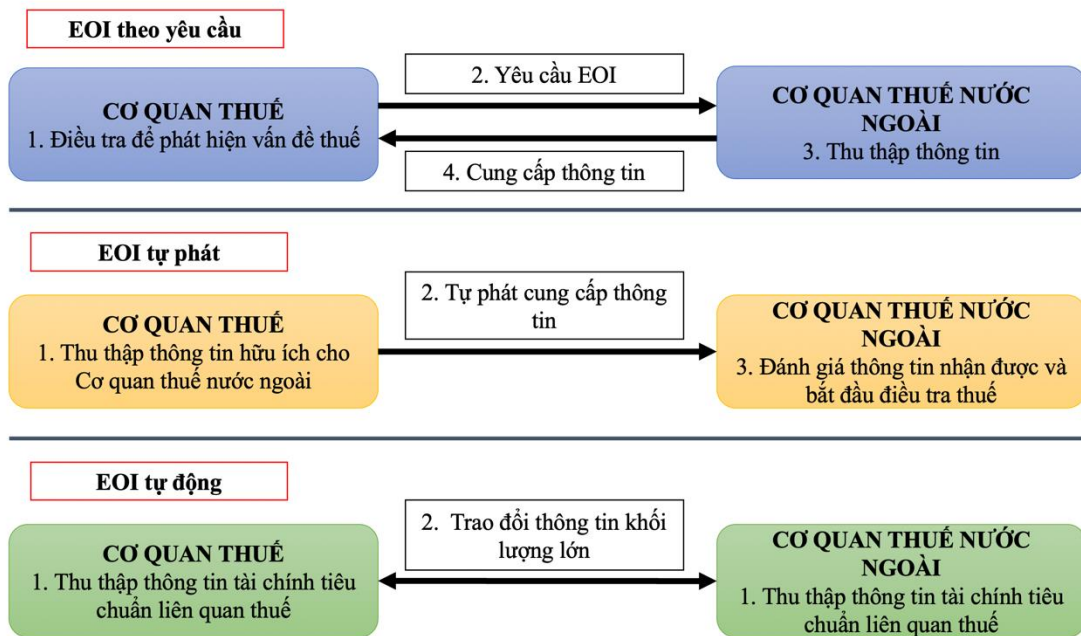 EOI theo yêu cầu
CƠ QUAN THUẾ
1. Điều tra để phát hiện vấn đề thuế
2. Yêu cầu EOI
4. Cung cấp thông tin
CƠ QUAN THUẾ NƯỚC
NGOÀI
3. Thu thập thông tin
EOI tự phát
CƠ QUAN THUẾ
1. Thu thập thông tin hữu ích cho
Cơ quan thuế nước ngoài
2. Tự phát cung cấp thông
tin
CƠ QUAN THUẾ NƯỚC
NGOÀI
3. Đánh giá thông tin nhận được và
bắt đầu điều tra thuế
EOI tự động
CƠ QUAN THUẾ
1. Thu thập thông tin tài chính tiêu
chuẩn liên quan thuế
2. Trao đổi thông tin khối
lượng lớn
CƠ QUAN THUẾ NƯỚC
NGOÀI
1. Thu thập thông tin tài chính tiêu
chuẩn liên quan thuế